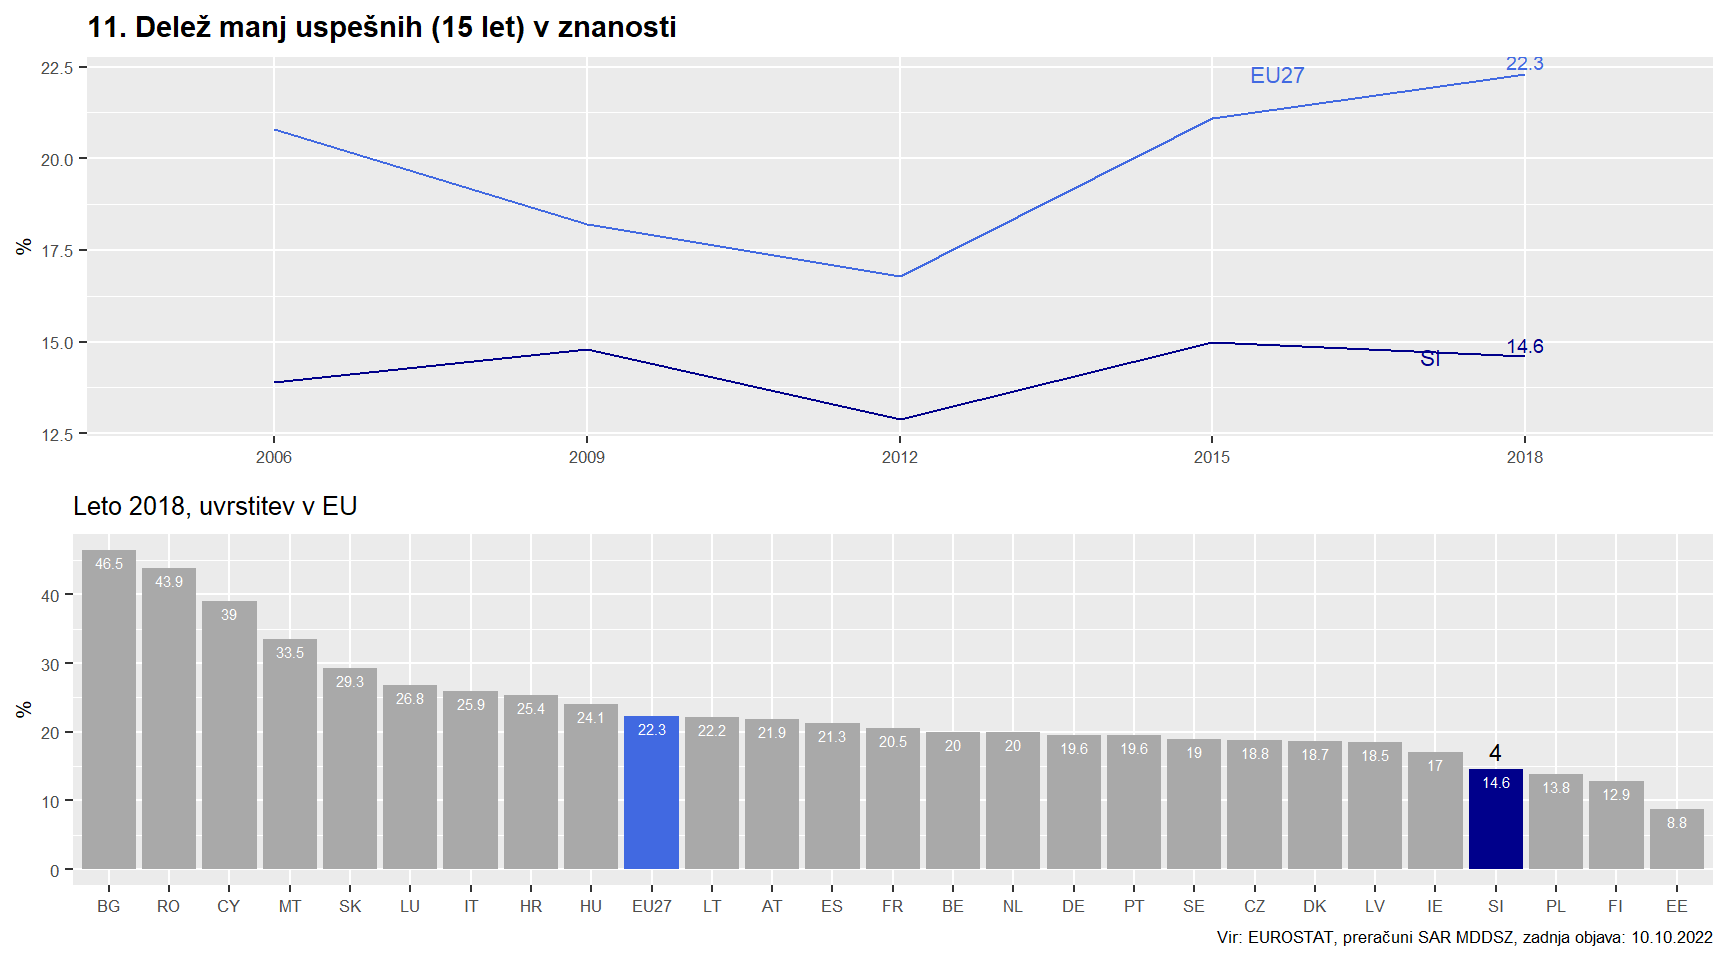 11. Delež manj uspešnih (15 let) v znanosti
%
22.5
20.0
17.5
15.0
12.5
EU27
22.3
SI
14.6
2006 2009 2012 2015 2018
Leto 2018, uvrstitev v EU
%
40
30
20
10
0
46.5 43.9 39 33.5 29.3 26.8 25.9 25.4 24.1 22.3 22.2 21.9 21.3 20.5 20 20 19.6 19.6 19 18.8 18.7 18.5 17 14.6 13.8 12.9 8.8
4
BG RO CY MT SK LU IT HR HU EU27 LT AT ES FR BE NL DE PT SE CZ DK LV IE SI PL FI EE
Vir: EUROSTAT, preračuni SAR MDDSZ, zadnja objava: 10.10.2022